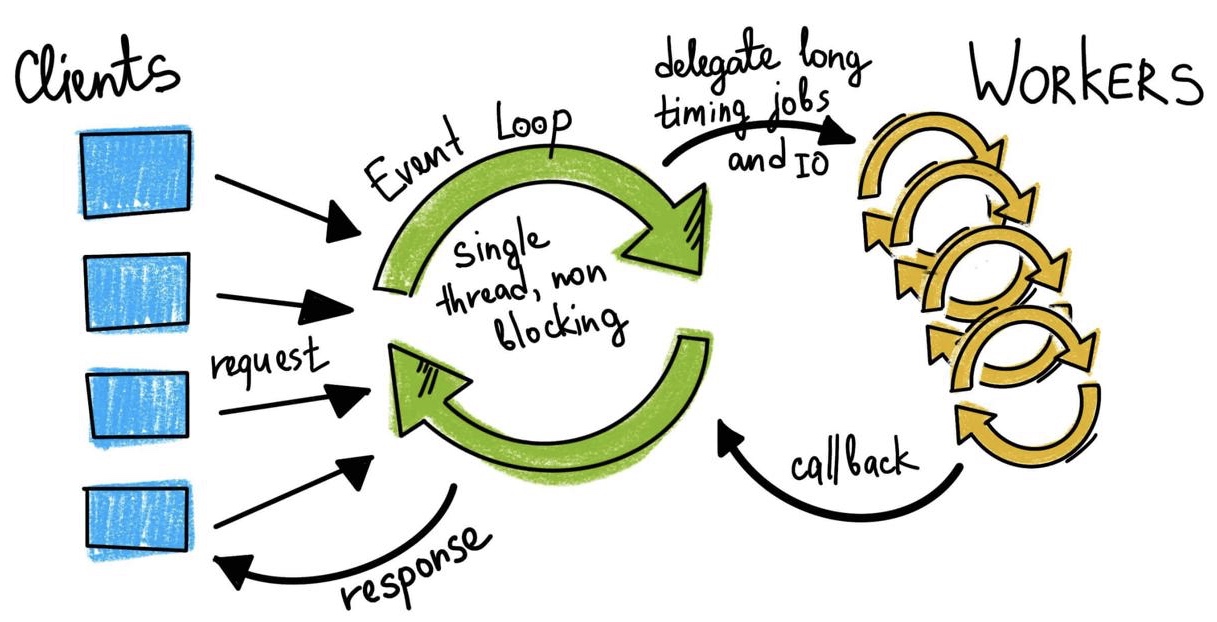 Clients
request
response
Event Loop
single
thread, non
blocking
delegate long
timing jobs
and IO
callback
WORKERS